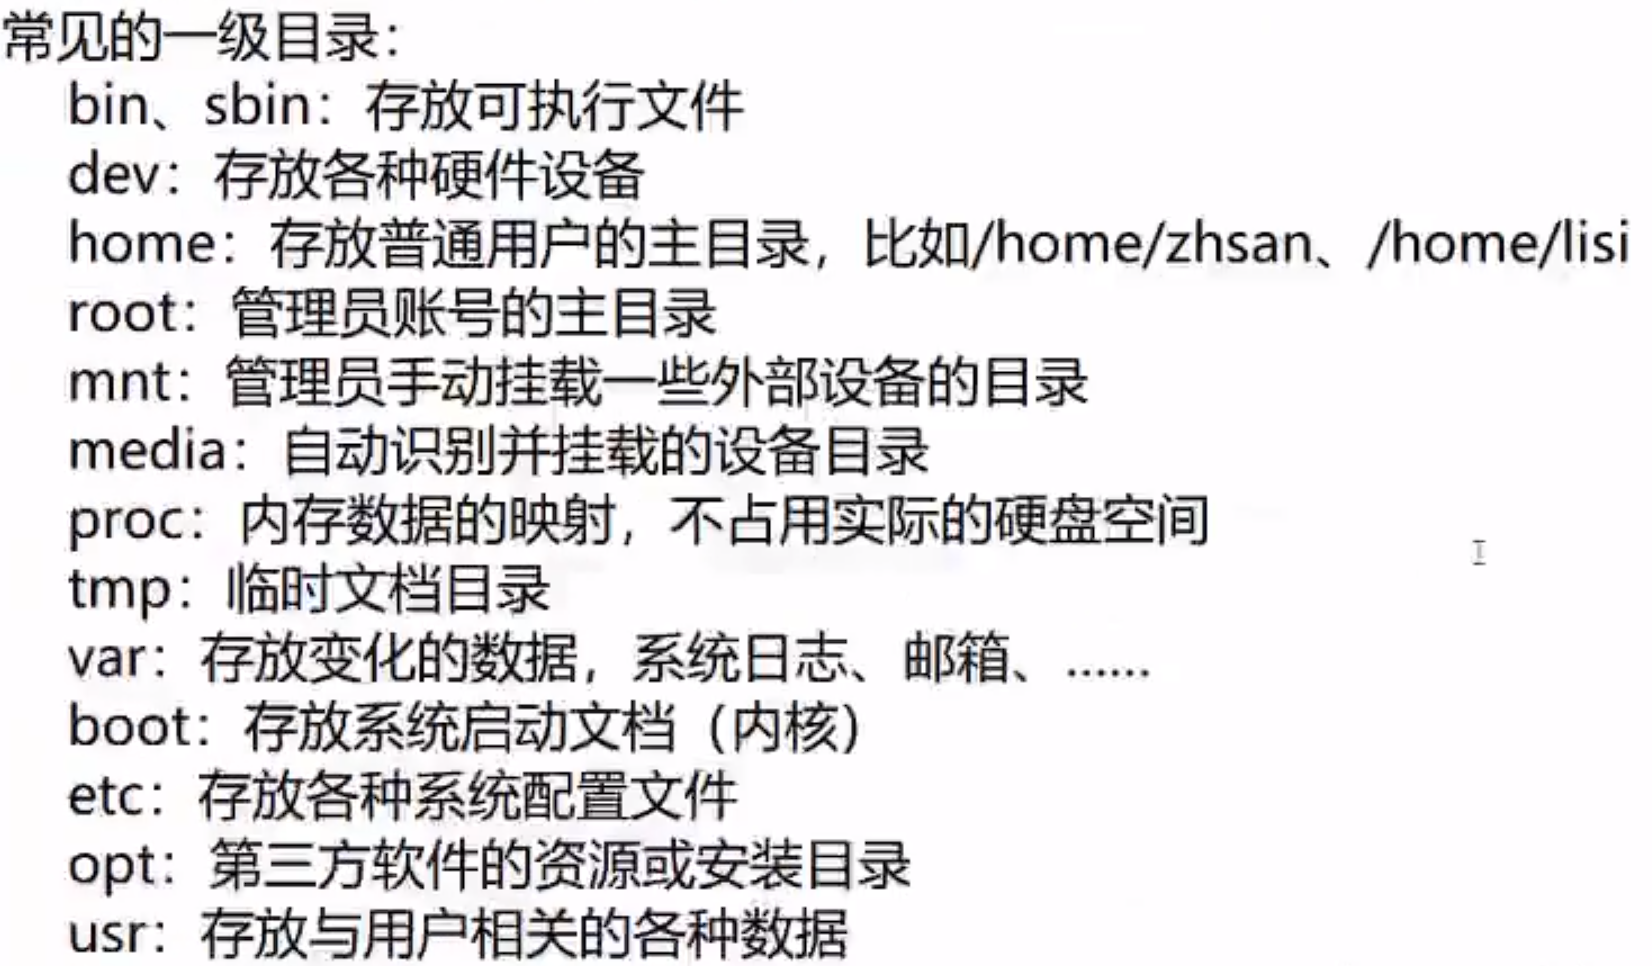 常见的一级目录：
bin、sbin：存放可执行文件
dev：存放各种硬件设备
home：存放普通用户的主目录，比如/home/zhsan、/home/lisi
root：管理员账号的主目录
mnt：管理员手动挂载一些外部设备的目录
media：自动识别并挂载的设备目录
proc：内存数据的映射，不占用实际的硬盘空间
tmp：临时文档目录
var：存放变化的数据，系统日志、邮箱、……
boot：存放系统启动文档（内核）
etc：存放各种系统配置文件
opt：第三方软件的资源或安装目录
usr：存放与用户相关的各种数据